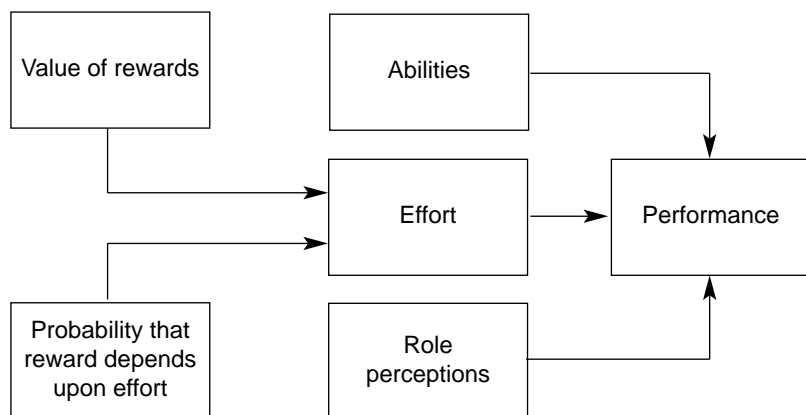 Value of rewards
Abilities
Effort
Performance
Probability that
reward depends
upon effort
Role
perceptions